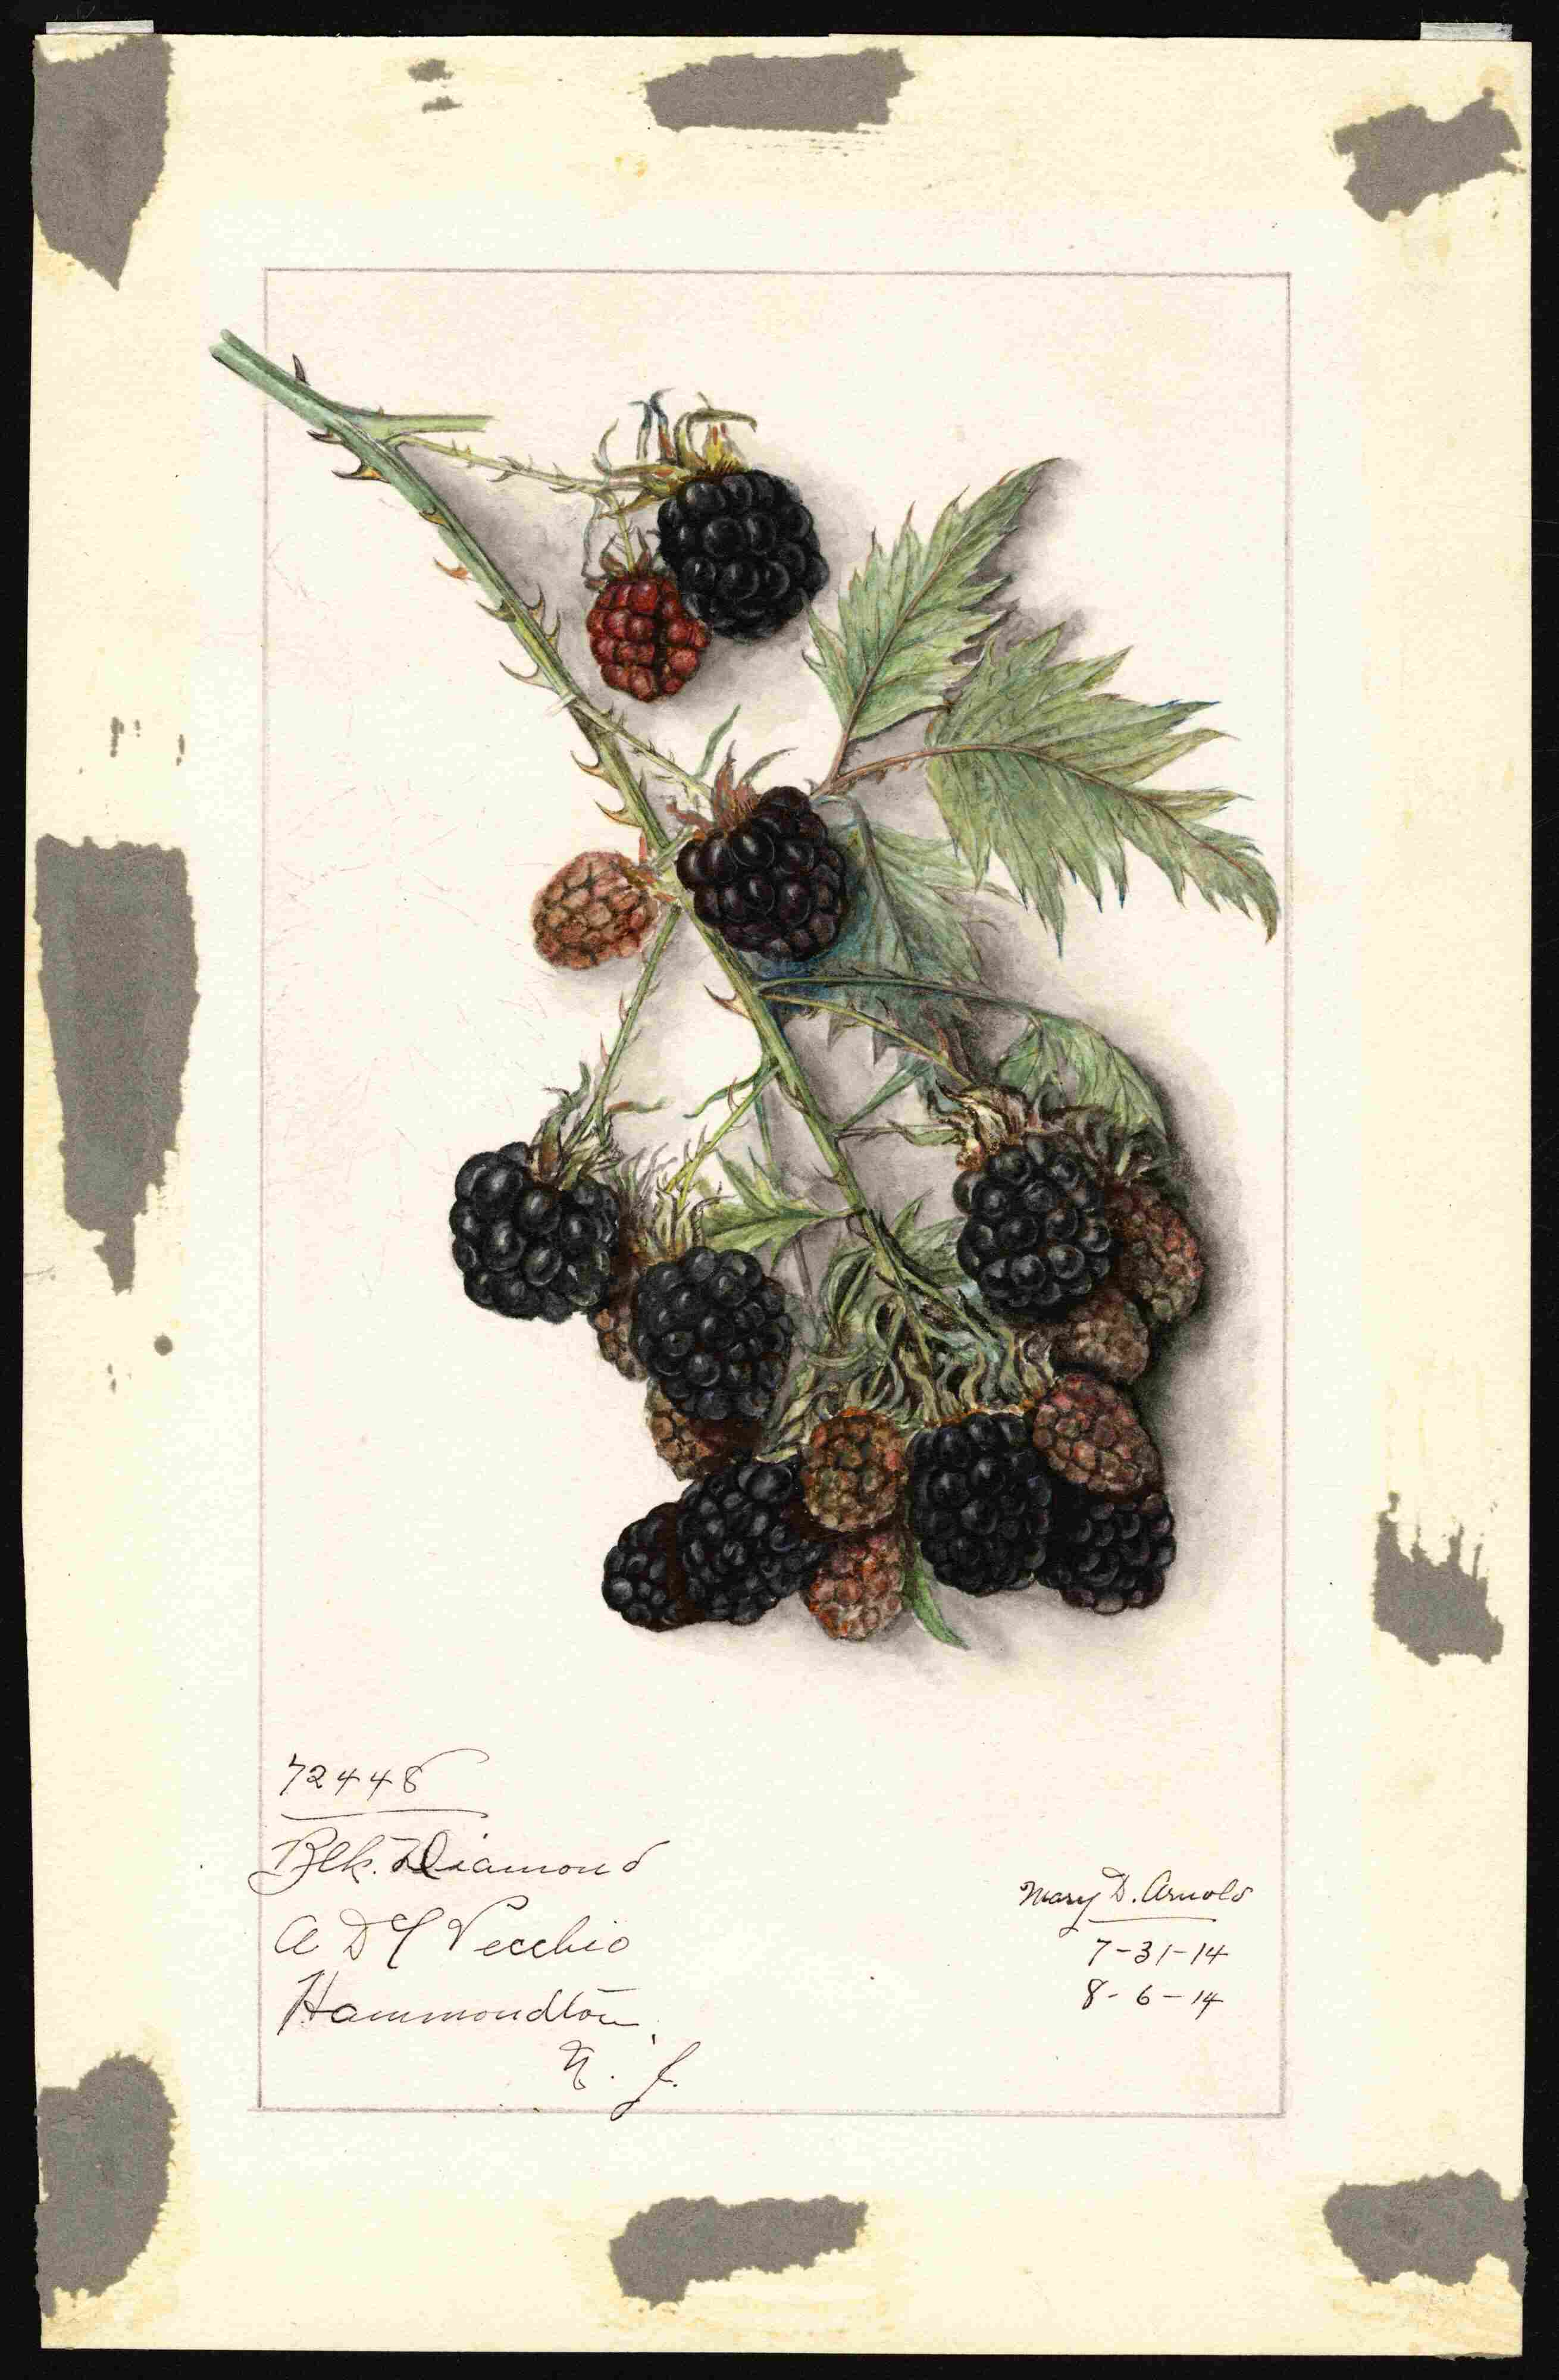 72448
Blk. Diamond
A Del Vecchio
Hammondton,
N. J.
Mary D. Arnold
7-31-14
8-6-14